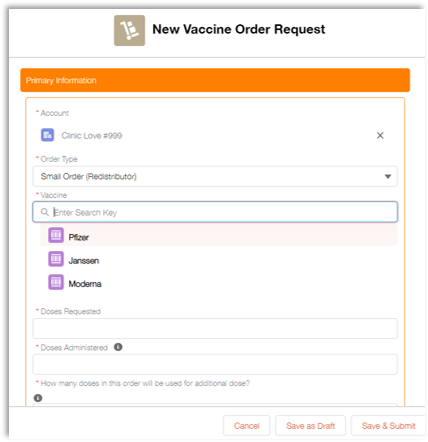 New Vaccine Order Request
Primary Information
* Account
Clinic Love #999
* Order Type
Small Order (Redistributor)
* Vaccine
Enter Search Key
Pfizer
Janssen
Moderna
* Doses Requested
* Doses Administered
* How many doses in this order will be used for additional dose?
Cancel
Save as Draft
Save & Submit